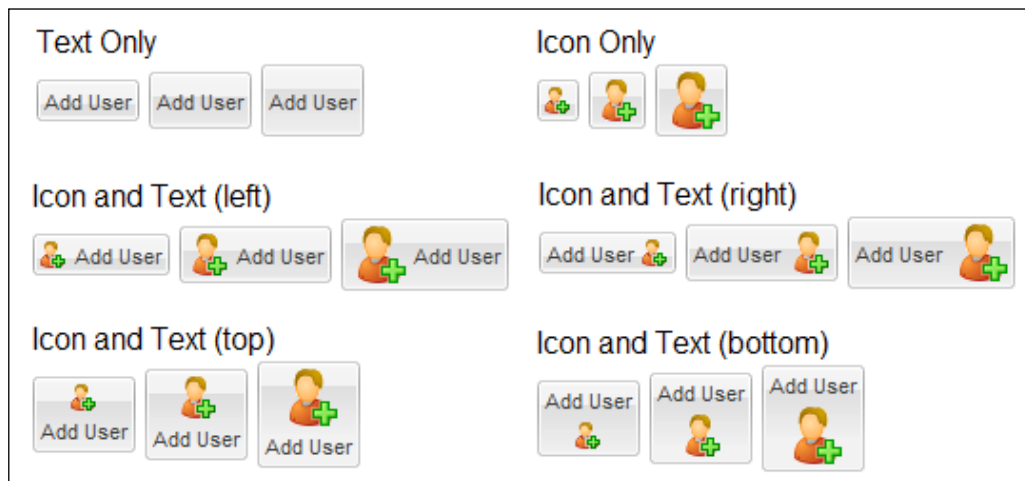 Text Only
Add User Add User Add User
Icon Only
Icon and Text (left)
Add User Add User Add User
Icon and Text (right)
Add User Add User Add User
Icon and Text (top)
Add User Add User Add User
Icon and Text (bottom)
Add User Add User Add User